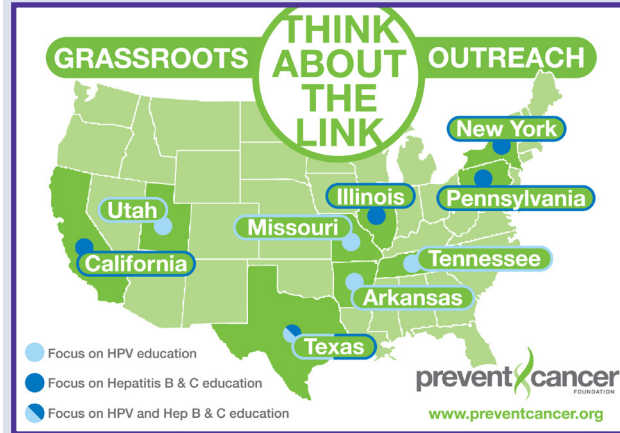 GRASSROOTS
THINK
ABOUT
THE
LINK
OUTREACH
New York
Pennsylvania
Illinois
Utah
Missouri
Tennessee
California
Arkansas
Texas
Focus on HPV education
Focus on Hepatitis B & C education
Focus on HPV and Hep B & C education
prevent cancer
FOUNDATION
www.preventcancer.org